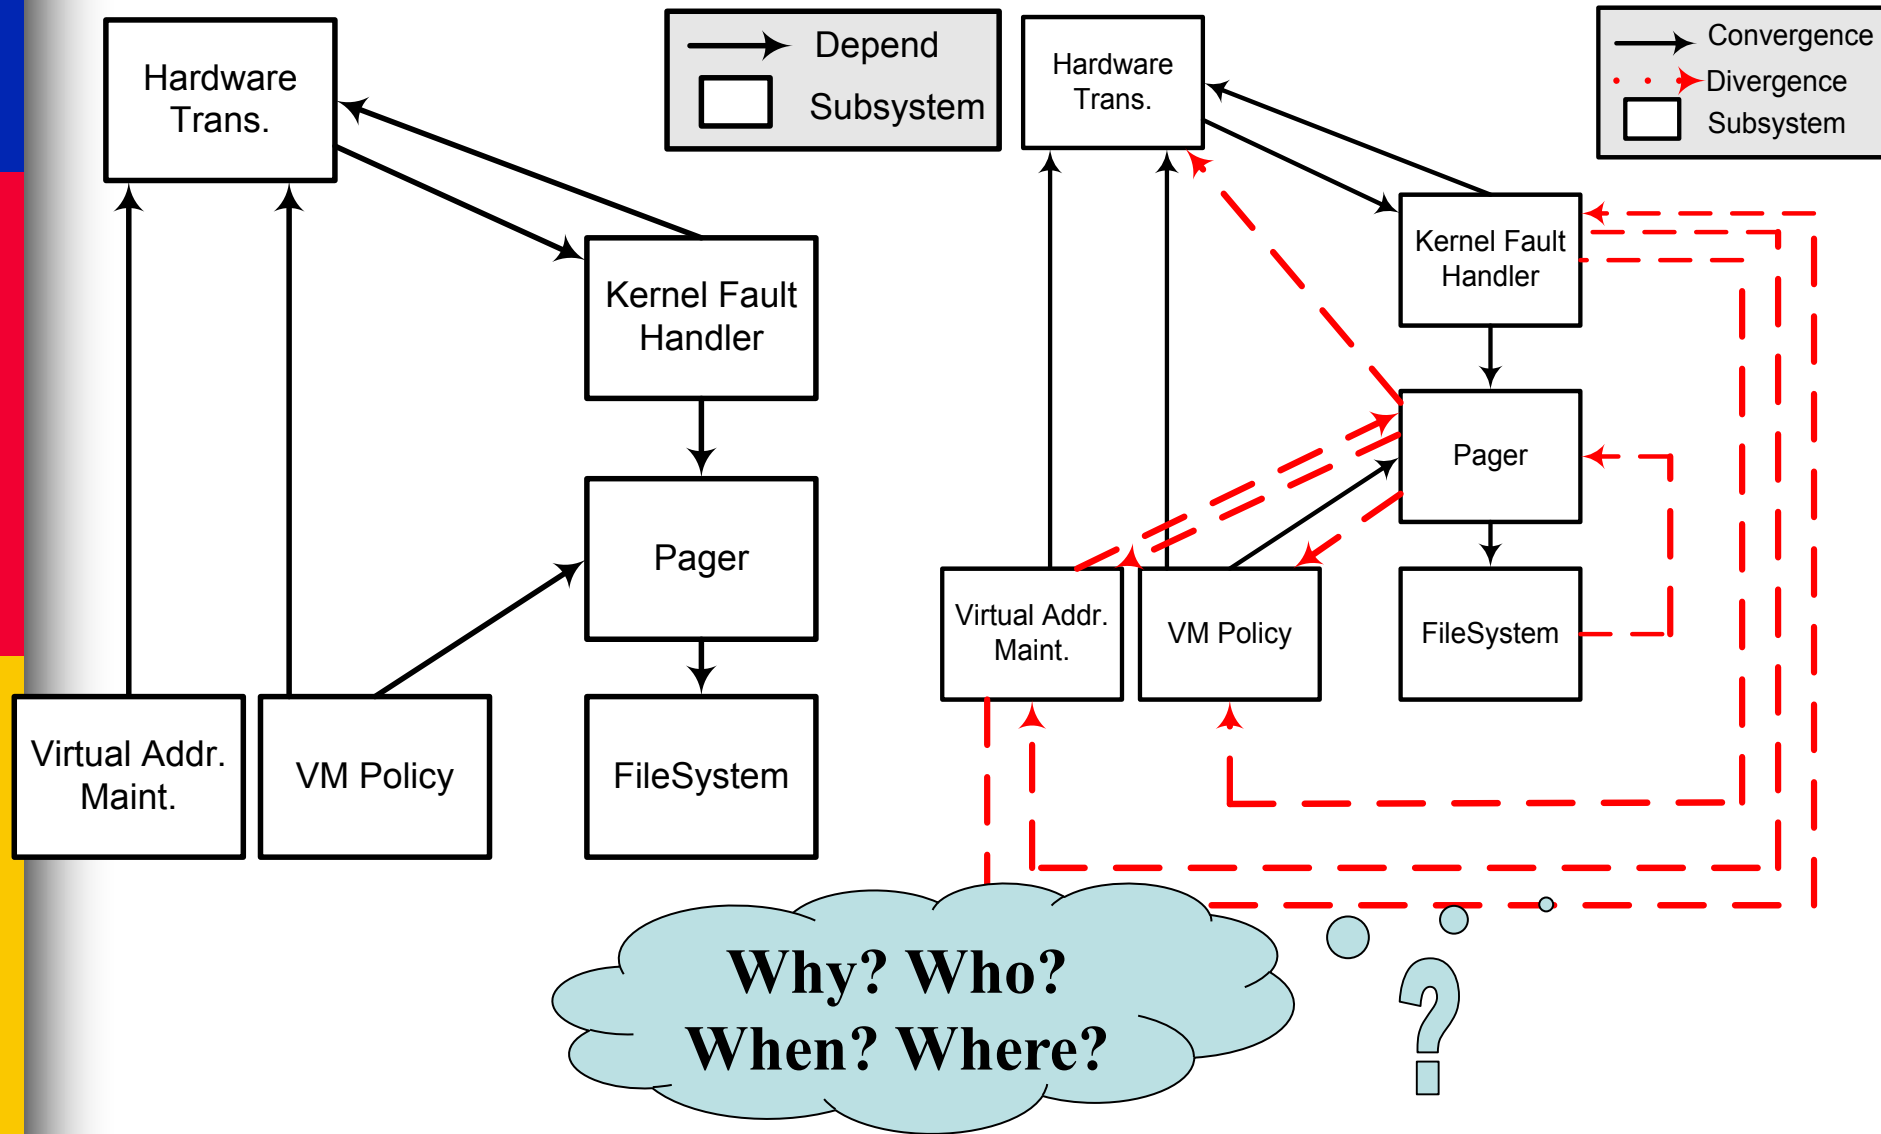 Hardware
Trans.
Depend
Subsystem
Kernel Fault
Handler
Pager
Virtual Addr.
Maint.
VM Policy
FileSystem
Hardware
Trans.
Convergence
Divergence
Subsystem
Kernel Fault
Handler
Pager
Virtual Addr.
Maint.
VM Policy
FileSystem
Why? Who?
When? Where?
?